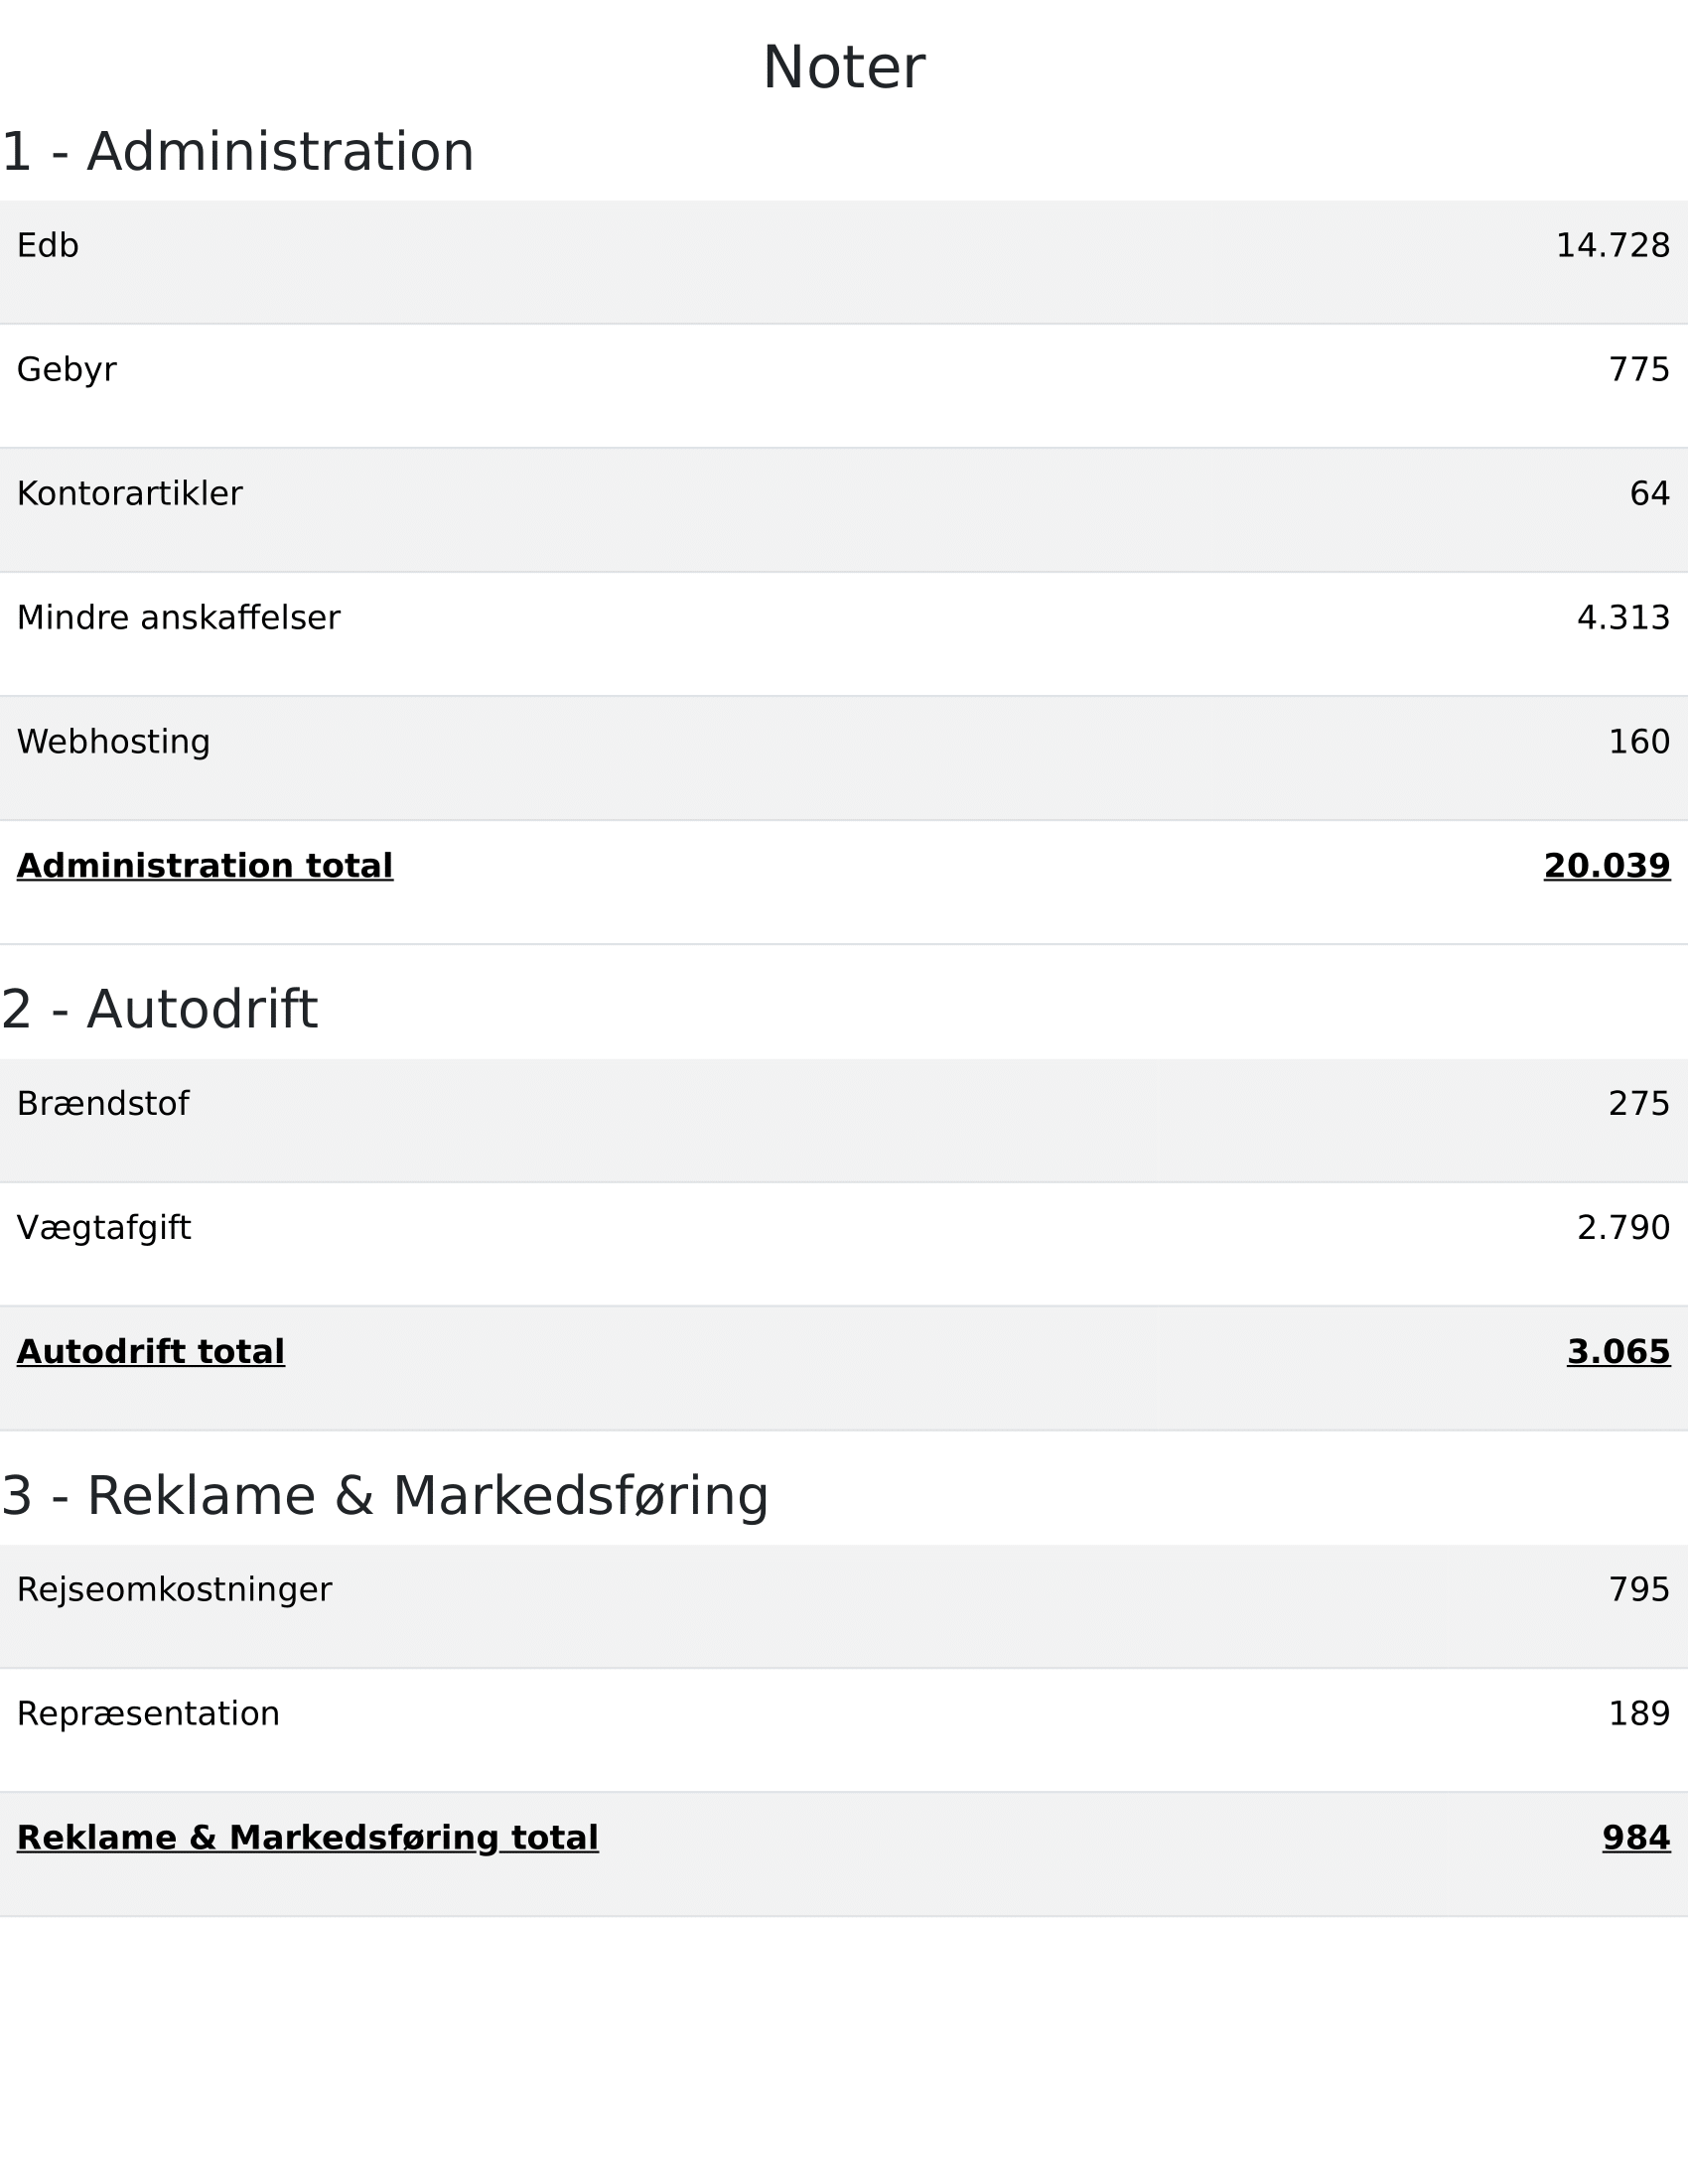 Noter
1 - Administration
Edb 14.728
Gebyr 775
Kontorartikler 64
Mindre anskaffelser 4.313
Webhosting 160
Administration total 20.039
2 - Autodrift
Brændstof 275
Vægtafgift 2.790
Autodrift total 3.065
3 - Reklame & Markedsføring
Rejseomkostninger 795
Repræsentation 189
Reklame & Markedsføring total 984